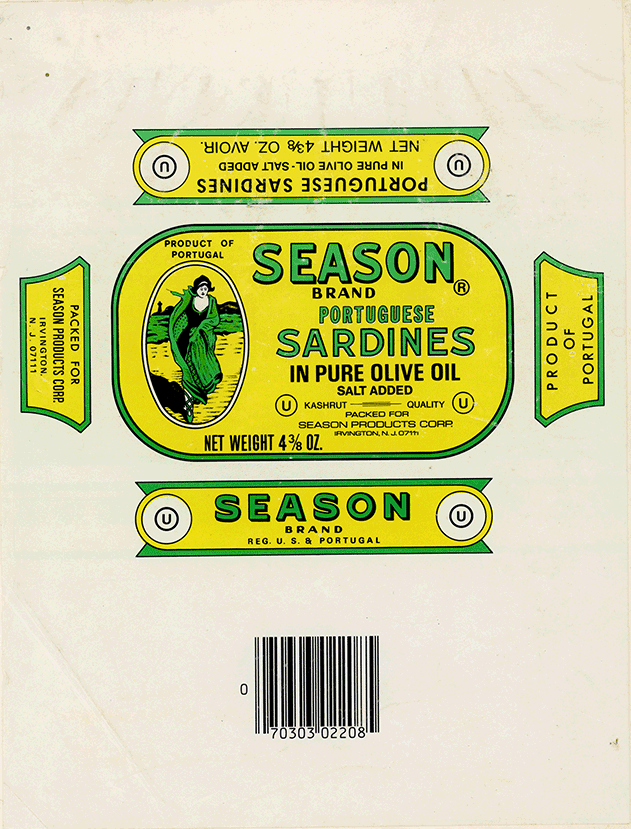 NET WEIGHT 4⅜ OZ. AVOIR.
IN PURE OLIVE OIL-SALT ADDED
PORTUGUESE SARDINES
U
U
PRODUCT OF
PORTUGAL
SEASON®
BRAND
PORTUGUESE
SARDINES
IN PURE OLIVE OIL
SALT ADDED
U KASHRUT QUALITY U
PACKED FOR
SEASON PRODUCTS CORP.
IRVINGTON, N. J. 07111
NET WEIGHT 4⅜ OZ.
PACKED FOR
SEASON PRODUCTS CORP
IRVINGTON,
N. J. 07111
PRODUCT
OF
PORTUGAL
U
SEASON
BRAND
REG. U. S. & PORTUGAL
U
0
70303 02208